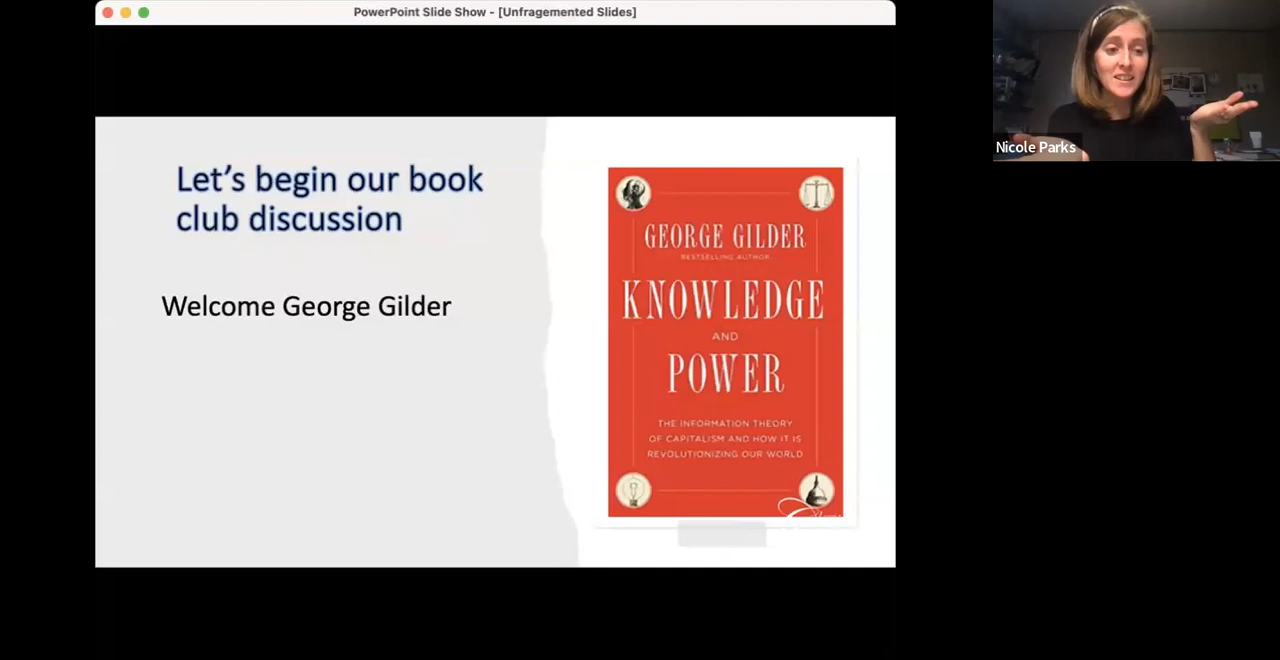 PowerPoint Slide Show - [Unfragemented Slides]
Let's begin our book
club discussion
Welcome George Gilder
GEORGE GILDER
BESTSELLING AUTHOR
KNOWLEDGE
AND
POWER
THE INFORMATION THEORY
OF CAPITALISM AND HOW IT IS
REVOLUTIONIZING OUR WORLD
Nicole Parks